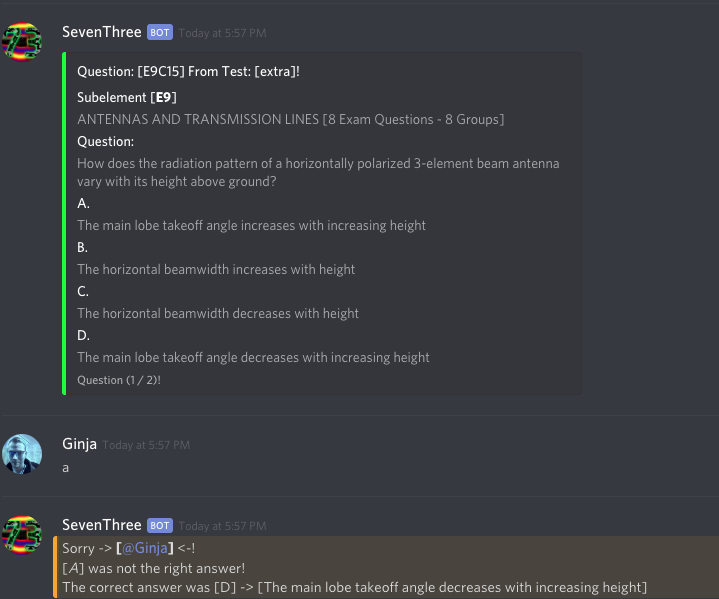 SevenThree BOT Today at 5:57 PM
Question: [E9C15] From Test: [extra]!
Subelement [E9]
ANTENNAS AND TRANSMISSION LINES [8 Exam Questions - 8 Groups]
Question:
How does the radiation pattern of a horizontally polarized 3-element beam antenna
vary with its height above ground?
A.
The main lobe takeoff angle increases with increasing height
B.
The horizontal beamwidth increases with height
C.
The horizontal beamwidth decreases with height
D.
The main lobe takeoff angle decreases with increasing height
Question (1 / 2)!
Ginja Today at 5:57 PM
a
SevenThree BOT Today at 5:57 PM
Sorry -> [@Ginja] <-!
[A] was not the right answer!
The correct answer was [D] -> [The main lobe takeoff angle decreases with increasing height]